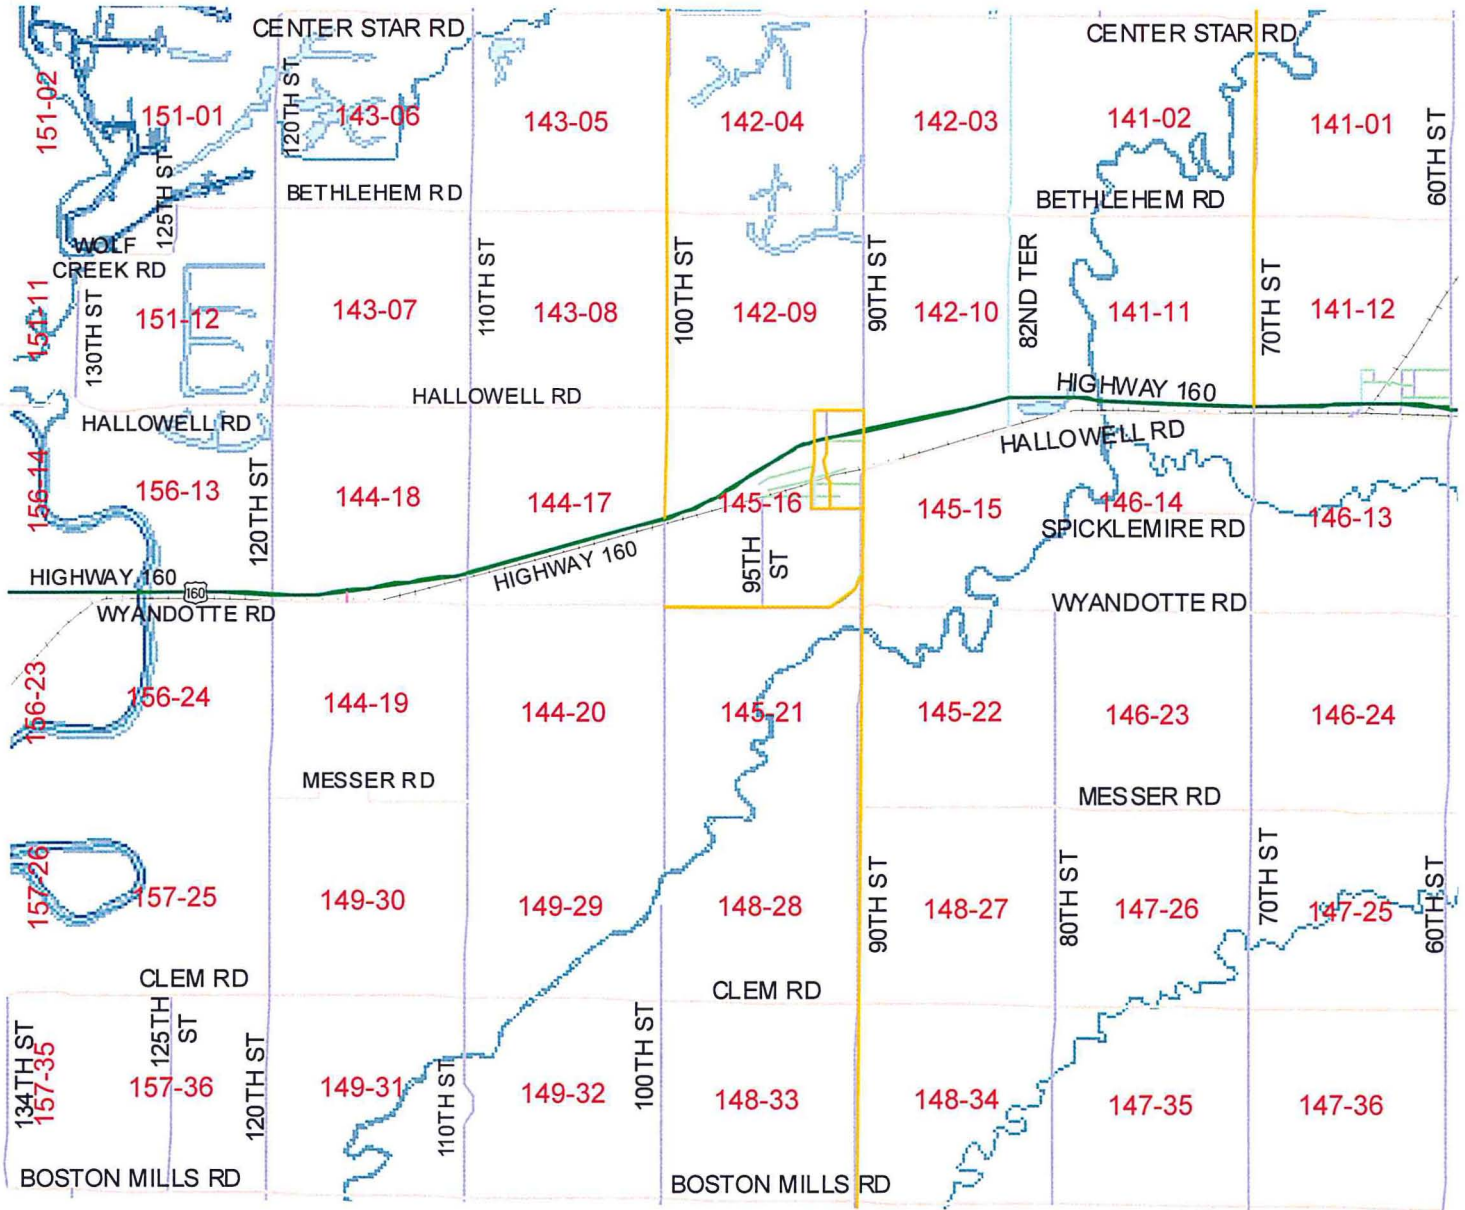 CENTER STAR RD
CENTER STAR RD
151-02
151-01
120TH ST
143-06
143-05
142-04
142-03
141-02
141-01
60TH ST
125TH ST
BETHLEHEM RD
BETHLEHEM RD
WOLF
CREEK RD
151-11
130TH ST
151-12
143-07
110TH ST
143-08
100TH ST
142-09
90TH ST
142-10
82ND TER
141-11
70TH ST
141-12
HIGHWAY 160
HALLOWELL RD
HALLOWELL RD
HALLOWELL RD
156-14
156-13
120TH ST
144-18
144-17
145-16
145-15
146-14
146-13
SPICKLEMIRE RD
HIGHWAY 160
95TH
ST
HIGHWAY 160
160
WYANDOTTE RD
WYANDOTTE RD
156-23
156-24
144-19
144-20
145-21
145-22
146-23
146-24
MESSER RD
MESSER RD
157-26
157-25
149-30
149-29
148-28
90TH ST
148-27
80TH ST
147-26
70TH ST
147-25
60TH ST
CLEM RD
CLEM RD
134TH ST
157-35
125TH
ST
157-36
120TH ST
149-31
110TH ST
149-32
100TH ST
148-33
148-34
147-35
147-36
BOSTON MILLS RD
BOSTON MILLS RD